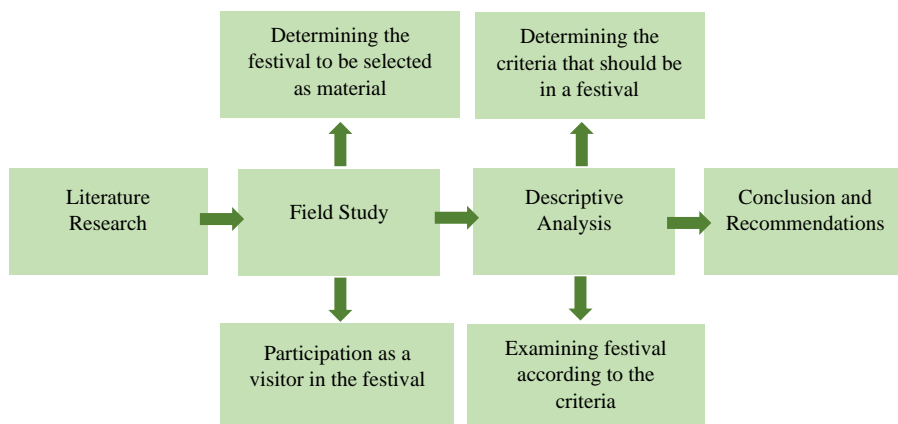 Determining the
festival to be selected
as material
Determining the
criteria that should be
in a festival
Literature
Research
Field Study
Descriptive
Analysis
Conclusion and
Recommendations
Participation as a
visitor in the festival
Examining festival
according to the
criteria